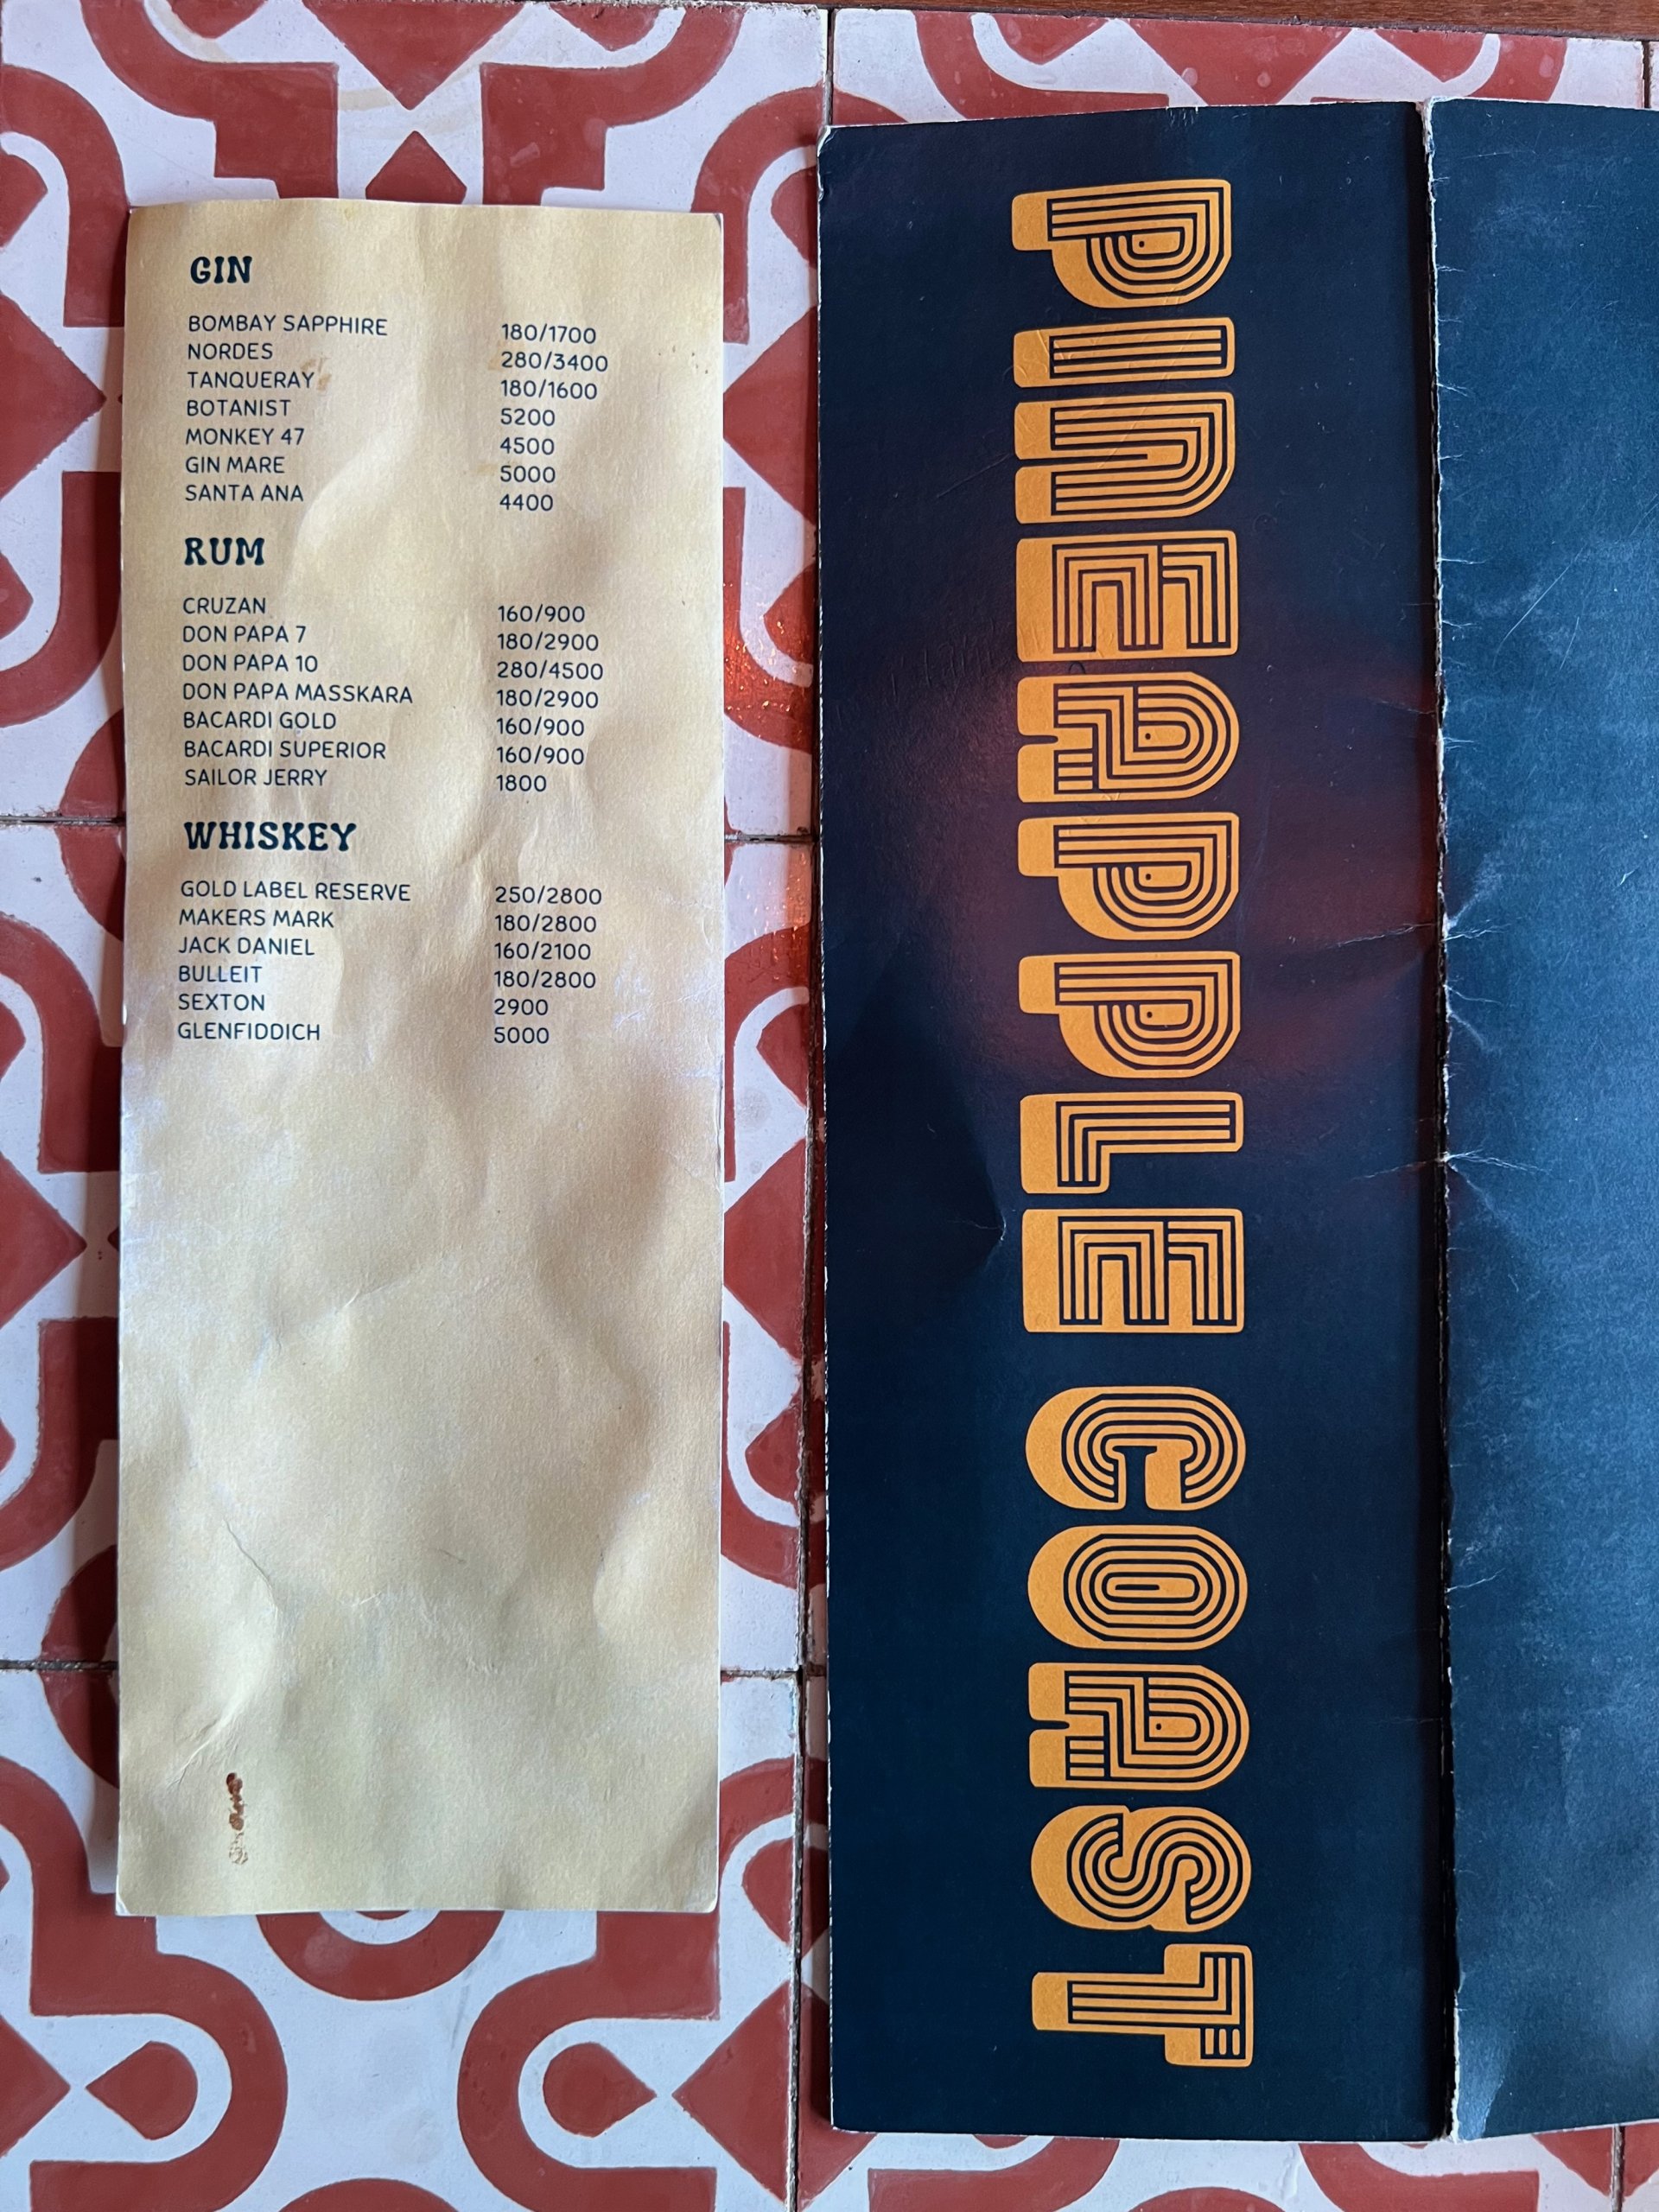 GIN
BOMBAY SAPPHIRE 180/1700
NORDES 280/3400
TANQUERAY 180/1600
BOTANIST 5200
MONKEY 47 4500
GIN MARE 5000
SANTA ANA 4400
RUM
CRUZAN 160/900
DON PAPA 7 180/2900
DON PAPA 10 280/4500
DON PAPA MASSKARA 180/2900
BACARDI GOLD 160/900
BACARDI SUPERIOR 160/900
SAILOR JERRY 1800
WHISKEY
GOLD LABEL RESERVE 250/2800
MAKERS MARK 180/2800
JACK DANIEL 160/2100
BULLEIT 180/2800
SEXTON 2900
GLENFIDDICH 5000
PINEAPPLE COAST